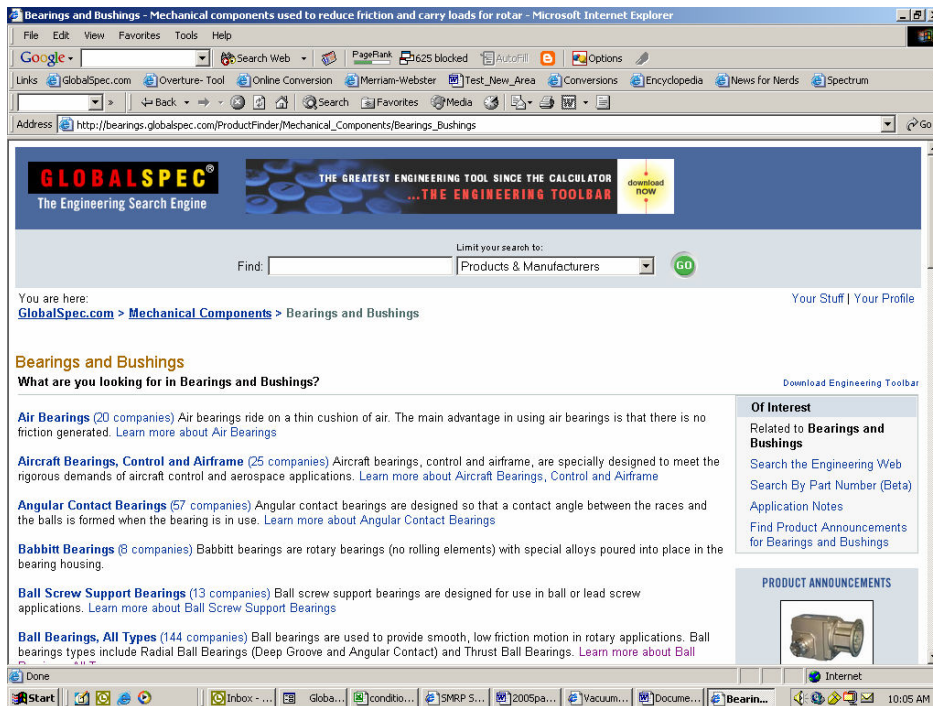 Bearings and Bushings - Mechanical components used to reduce friction and carry loads for rotar - Microsoft Internet Explorer
File Edit View Favorites Tools Help
Google Search Web PageRank 625 blocked AutoFill Options
Links GlobalSpec.com Overture- Tool Online Conversion Merriam-Webster Test_New_Area Conversions Encyclopedia News for Nerds Spectrum
Back Search Favorites Media
Address http://bearings.globalspec.com/ProductFinder/Mechanical_Components/Bearings_Bushings Go
GLOBALSPEC®
The Engineering Search Engine
THE GREATEST ENGINEERING TOOL SINCE THE CALCULATOR
...THE ENGINEERING TOOLBAR
download
now
Limit your search to:
Find: Products & Manufacturers GO
You are here:
Your Stuff | Your Profile
GlobalSpec.com > Mechanical Components > Bearings and Bushings
Bearings and Bushings
What are you looking for in Bearings and Bushings?
Download Engineering Toolbar
Air Bearings (20 companies) Air bearings ride on a thin cushion of air. The main advantage in using air bearings is that there is no
friction generated. Learn more about Air Bearings
Aircraft Bearings, Control and Airframe (25 companies) Aircraft bearings, control and airframe, are specially designed to meet the
rigorous demands of aircraft control and aerospace applications. Learn more about Aircraft Bearings, Control and Airframe
Angular Contact Bearings (57 companies) Angular contact bearings are designed so that a contact angle between the races and
the balls is formed when the bearing is in use. Learn more about Angular Contact Bearings
Babbitt Bearings (8 companies) Babbitt bearings are rotary bearings (no rolling elements) with special alloys poured into place in the
bearing housing.
Ball Screw Support Bearings (13 companies) Ball screw support bearings are designed for use in ball or lead screw
applications. Learn more about Ball Screw Support Bearings
Ball Bearings, All Types (144 companies) Ball bearings are used to provide smooth, low friction motion in rotary applications. Ball
bearings types include Radial Ball Bearings (Deep Groove and Angular Contact) and Thrust Ball Bearings. Learn more about Ball
Of Interest
Related to Bearings and
Bushings
Search the Engineering Web
Search By Part Number (Beta)
Application Notes
Find Product Announcements
for Bearings and Bushings
PRODUCT ANNOUNCEMENTS
Done Internet
Start Inbox - ... Globa... conditio... SMRP S... 2005pa... Vacuum... Docume... Bearin... 10:05 AM